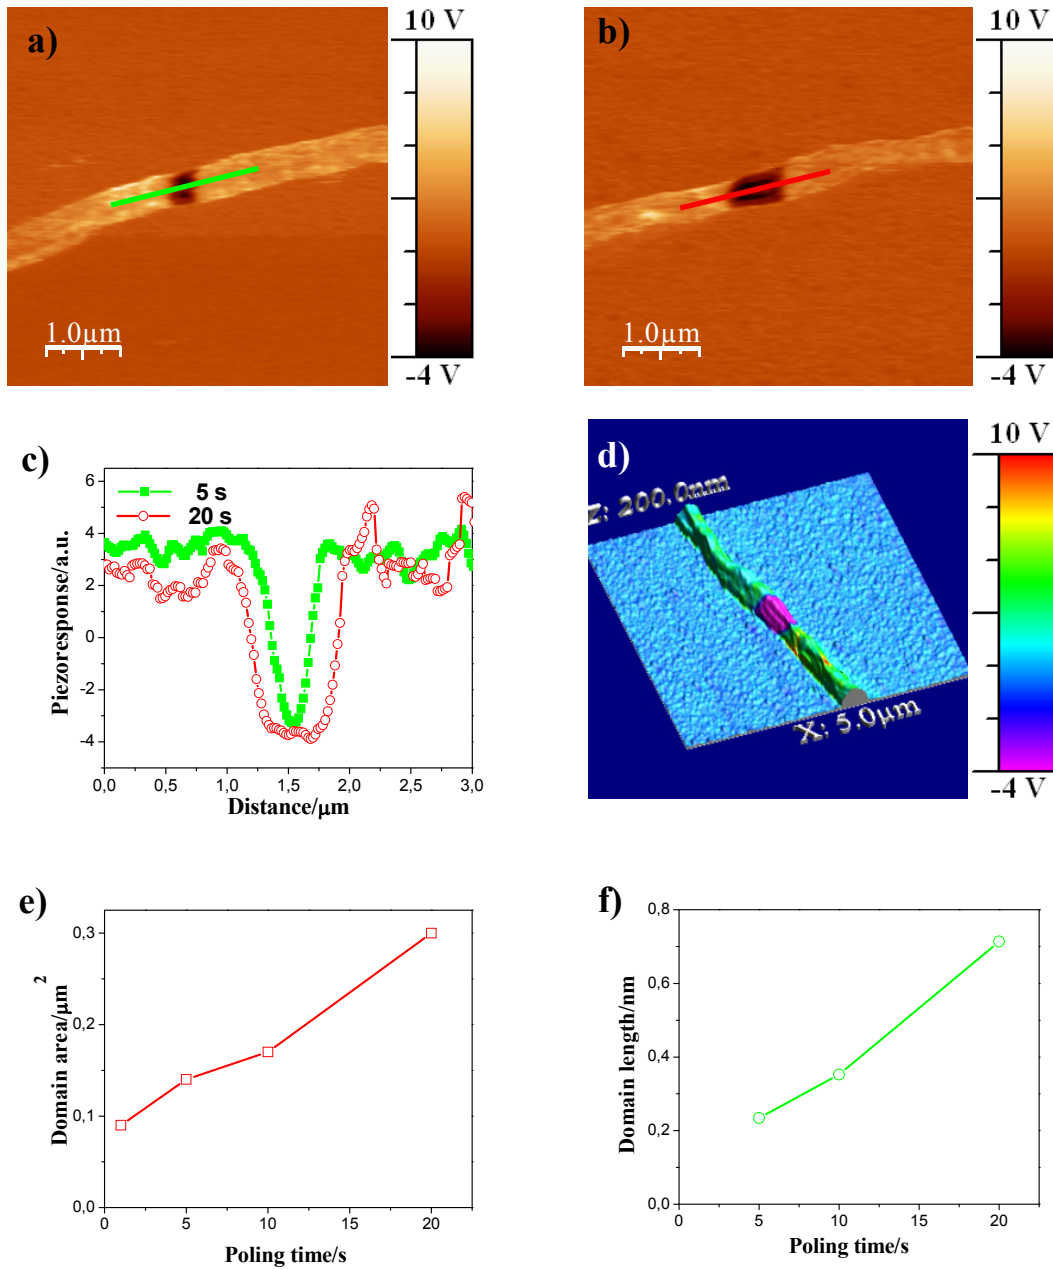 a)
10 V
-4 V
1.0μm
b)
10 V
-4 V
1.0μm
c)
5 s
20 s
6
4
2
0
-2
-4
Piezoresponse/a.u.
0,0 0,5 1,0 1,5 2,0 2,5 3,0
Distance/μm
d)
Z: 200.0nm
X: 5.0μm
10 V
-4 V
e)
0,3
0,2
0,1
0,0
Domain area/μm²
0 5 10 15 20
Poling time/s
f)
0,8
0,6
0,4
0,2
0,0
Domain length/nm
0 5 10 15 20
Poling time/s